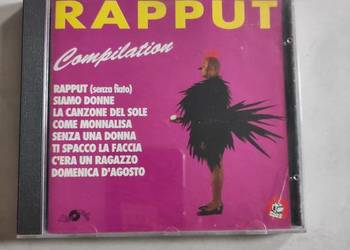 RAPPUT
Compilation
RAPPUT (senza fiato)
SIAMO DONNE
LA CANZONE DEL SOLE
COME MONNALISA
SENZA UNA DONNA
TI SPACCO LA FACCIA
C'ERA UN RAGAZZO
DOMENICA D'AGOSTO